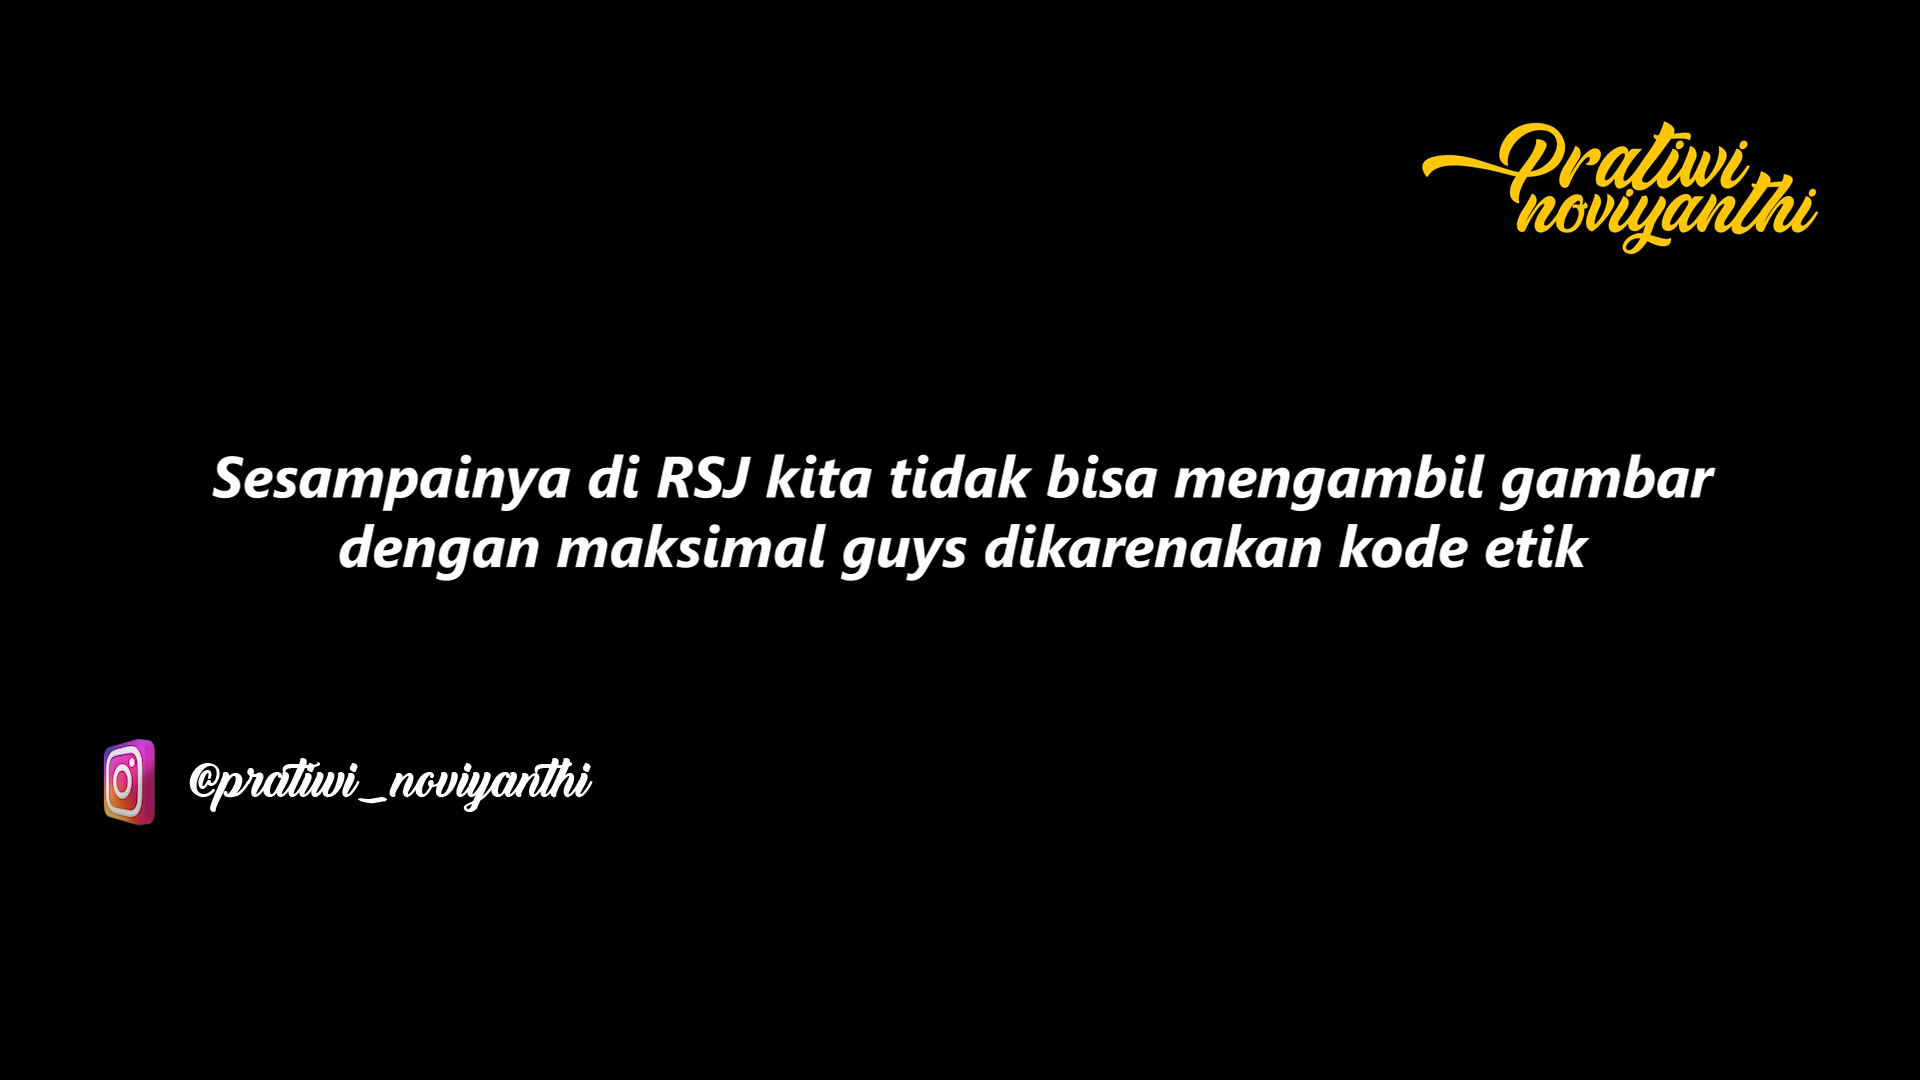 Pratiwi
noviyanthi
Sesampainya di RSJ kita tidak bisa mengambil gambar
dengan maksimal guys dikarenakan kode etik
@pratiwi_noviyanthi